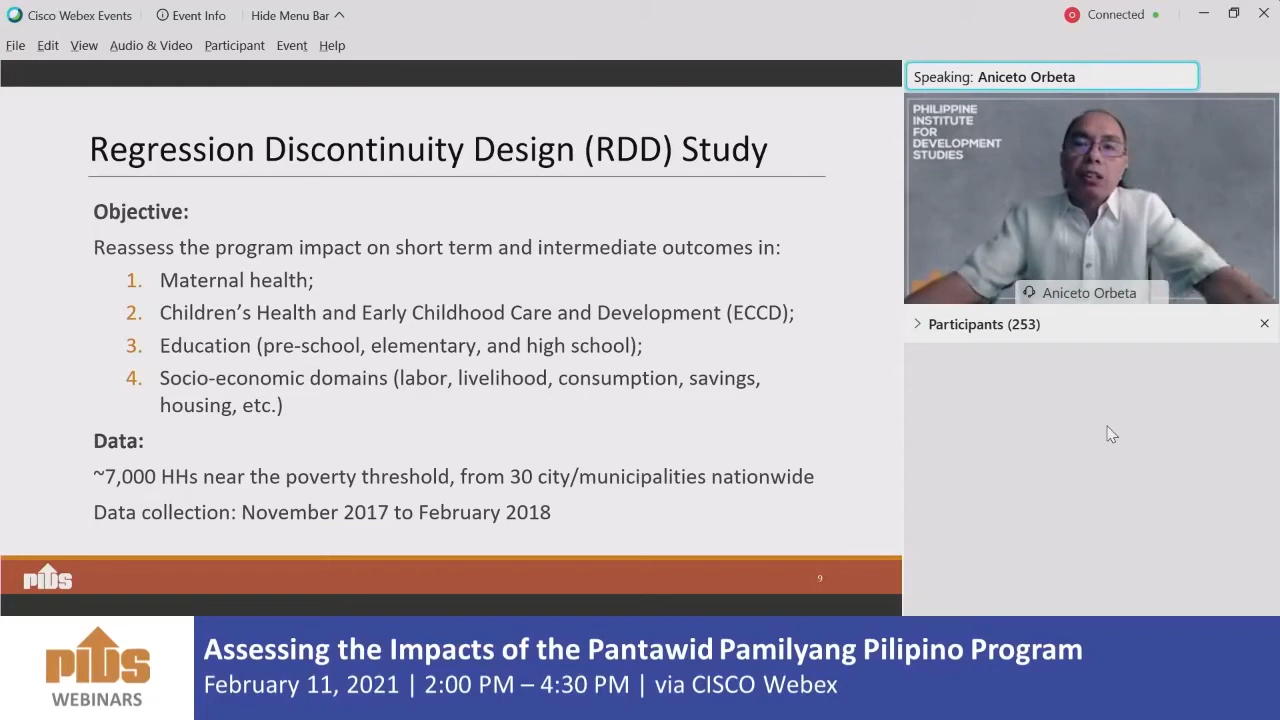 Cisco Webex Events
Event Info
Hide Menu Bar
Connected
File Edit View Audio & Video Participant Event Help
Speaking: Aniceto Orbeta
PHILIPPINE
INSTITUTE
FOR
DEVELOPMENT
STUDIES
Aniceto Orbeta
Participants (253)
Regression Discontinuity Design (RDD) Study
Objective:
Reassess the program impact on short term and intermediate outcomes in:
1. Maternal health;
2. Children’s Health and Early Childhood Care and Development (ECCD);
3. Education (pre-school, elementary, and high school);
4. Socio-economic domains (labor, livelihood, consumption, savings,
housing, etc.)
Data:
~7,000 HHs near the poverty threshold, from 30 city/municipalities nationwide
Data collection: November 2017 to February 2018
PIDS
9
PIDS
WEBINARS
Assessing the Impacts of the Pantawid Pamilyang Pilipino Program
February 11, 2021 | 2:00 PM – 4:30 PM | via CISCO Webex